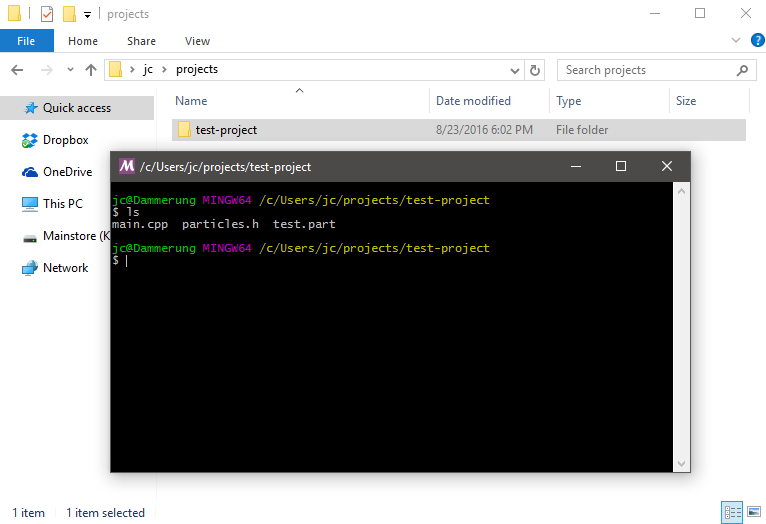 projects
File Home Share View
jc projects
Search projects
Name Date modified Type Size
Quick access
test-project 8/23/2016 6:02 PM File folder
Dropbox
OneDrive
This PC
Mainstore (K
Network
/c/Users/jc/projects/test-project
jc@Dammerung MINGW64 /c/Users/jc/projects/test-project
$ ls
main.cpp particles.h test.part
jc@Dammerung MINGW64 /c/Users/jc/projects/test-project
$
1 item 1 item selected